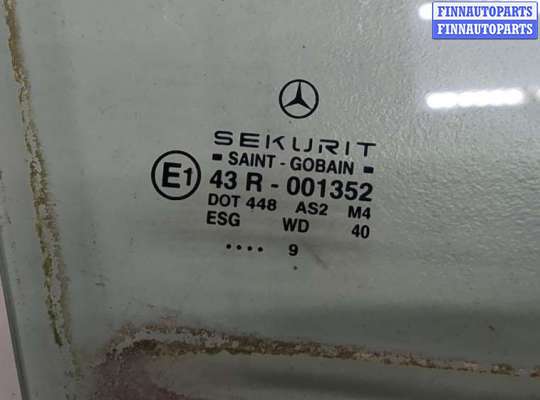 FINNAUTOPARTS
FINNAUTOPARTS
SEKURIT
SAINT - GOBAIN
E1 43 R - 001352
DOT 448 AS2 M4
ESG WD 40
.... 9